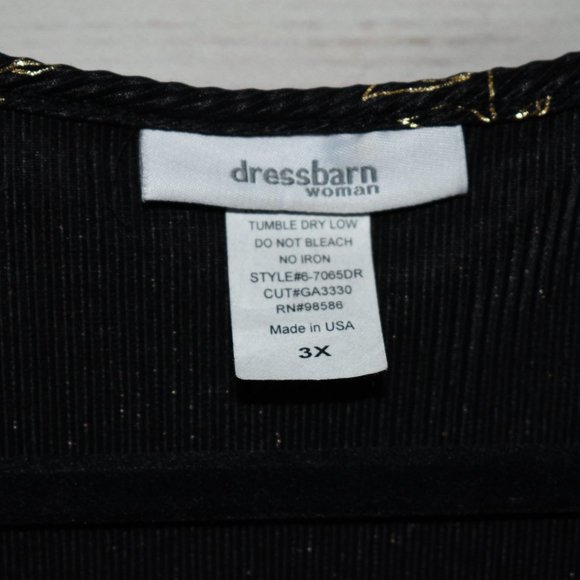 dressbarn
woman
TUMBLE DRY LOW
DO NOT BLEACH
NO IRON
STYLE#6-7065DR
CUT#GA3330
RN#98586
Made in USA
3X